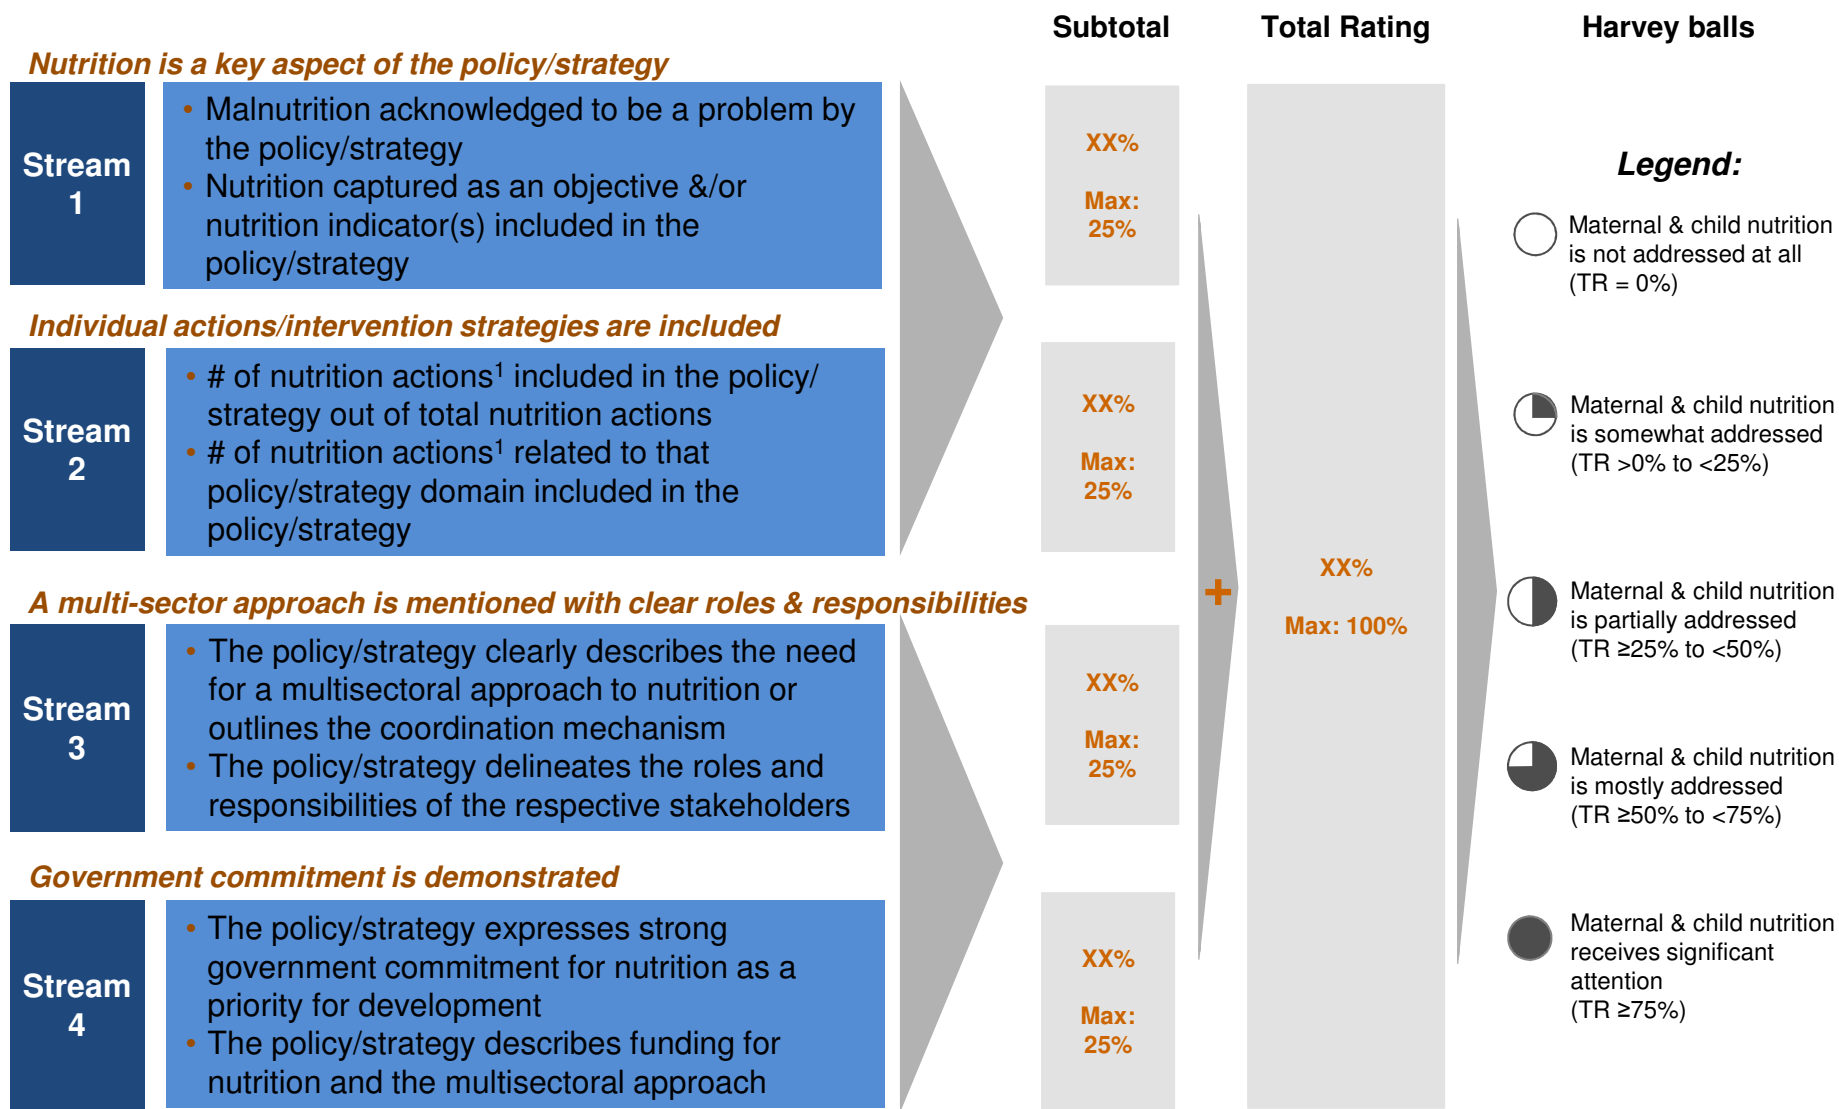 Subtotal
Total Rating
Harvey balls
Nutrition is a key aspect of the policy/strategy
Stream
1
• Malnutrition acknowledged to be a problem by
the policy/strategy
• Nutrition captured as an objective &/or
nutrition indicator(s) included in the
policy/strategy
Individual actions/intervention strategies are included
Stream
2
• # of nutrition actions¹ included in the policy/
strategy out of total nutrition actions
• # of nutrition actions¹ related to that
policy/strategy domain included in the
policy/strategy
A multi-sector approach is mentioned with clear roles & responsibilities
Stream
3
• The policy/strategy clearly describes the need
for a multisectoral approach to nutrition or
outlines the coordination mechanism
• The policy/strategy delineates the roles and
responsibilities of the respective stakeholders
Government commitment is demonstrated
Stream
4
• The policy/strategy expresses strong
government commitment for nutrition as a
priority for development
• The policy/strategy describes funding for
nutrition and the multisectoral approach
XX%
Max:
25%
XX%
Max:
25%
XX%
Max:
25%
XX%
Max:
25%
+
XX%
Max: 100%
Legend:
Maternal & child nutrition
is not addressed at all
(TR = 0%)
Maternal & child nutrition
is somewhat addressed
(TR >0% to <25%)
Maternal & child nutrition
is partially addressed
(TR ≥25% to <50%)
Maternal & child nutrition
is mostly addressed
(TR ≥50% to <75%)
Maternal & child nutrition
receives significant
attention
(TR ≥75%)